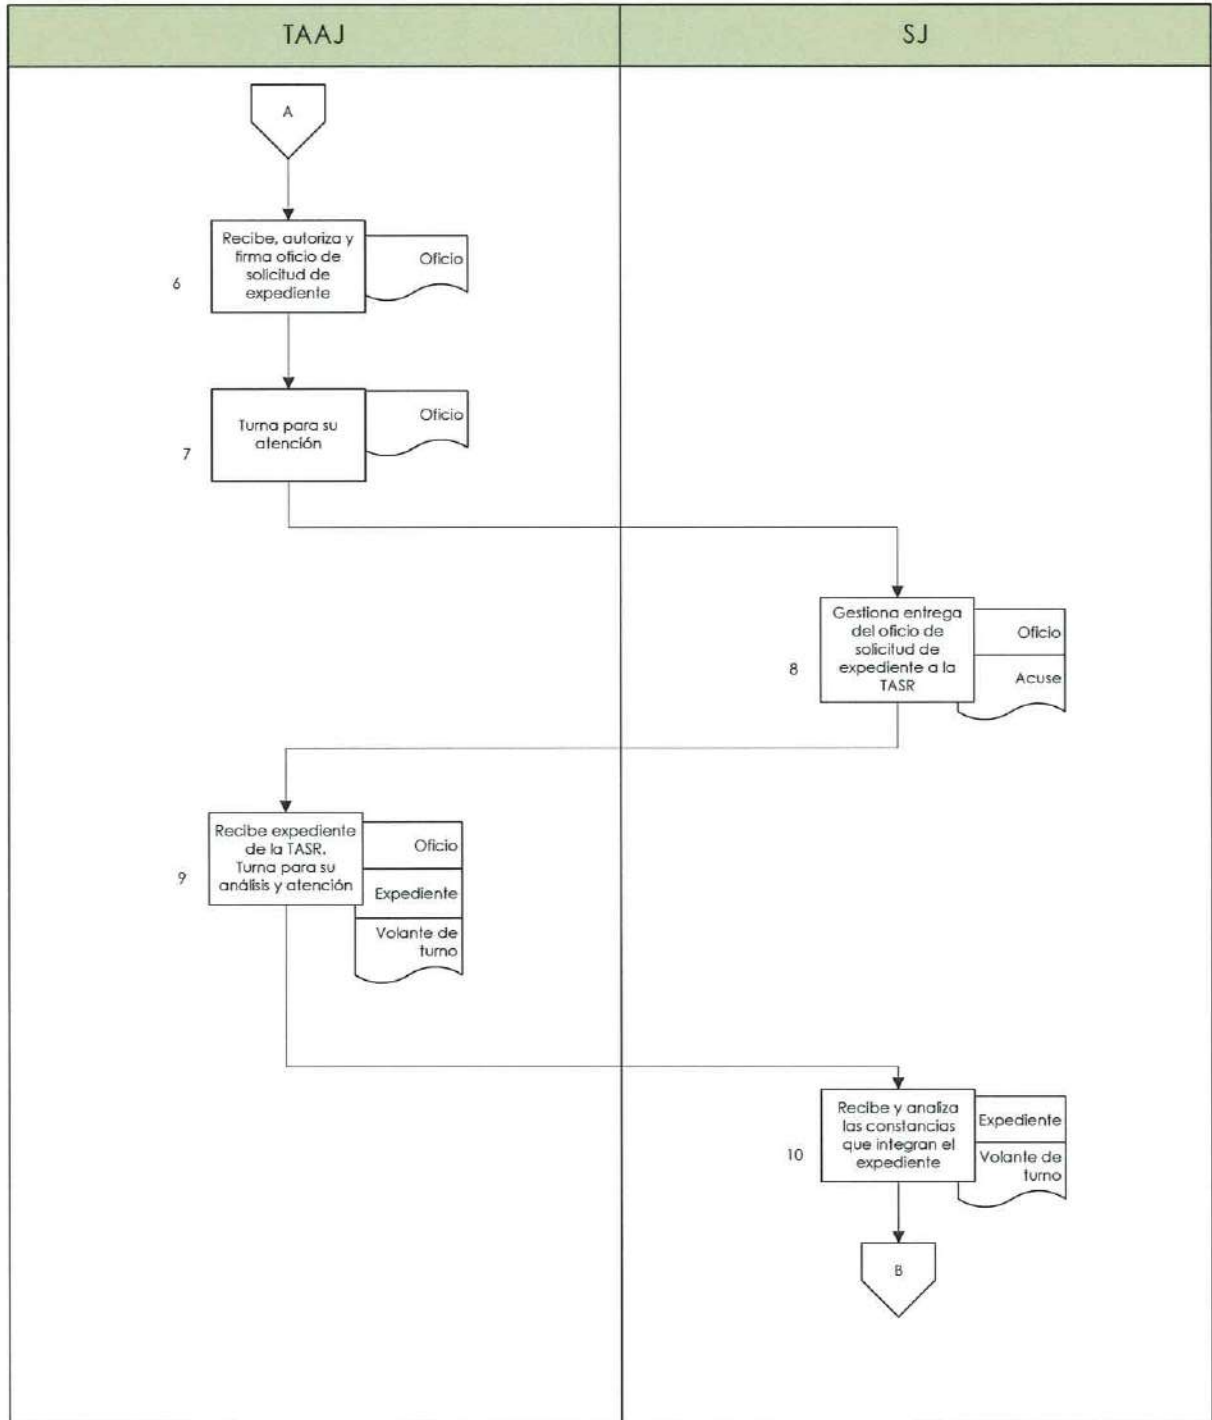 TAAJ
SJ
A
Recibe, autoriza y
firma oficio de
solicitud de
expediente
Oficio
6
Turna para su
atención
Oficio
7
Gestiona entrega
del oficio de
solicitud de
expediente a la
TASR
Oficio
Acuse
8
Recibe expediente
de la TASR.
Turna para su
análisis y atención
Oficio
Expediente
Volante de
turno
9
Recibe y analiza
las constancias
que integran el
expediente
Expediente
Volante de
turno
10
B